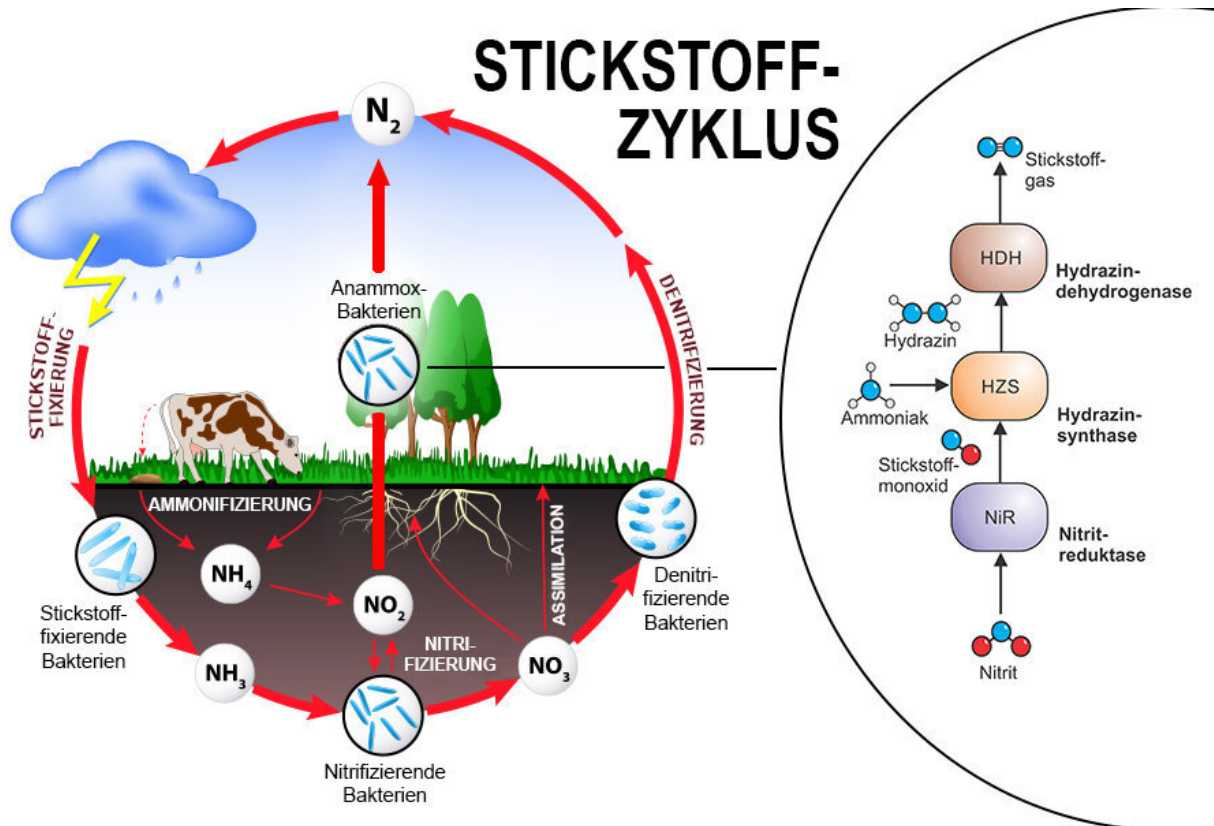 STICKSTOFF-
ZYKLUS
N₂
Anammox-
Bakterien
STICKSTOFF-
FIXIERUNG
DENITRIFIZIERUNG
AMMONIFIZIERUNG
ASSIMILATION
NH₄
NO₂
NITRI-
FIZIERUNG
NH₃
NO₃
Stickstoff-
fixierende
Bakterien
Denitri-
fizierende
Bakterien
Nitrifizierende
Bakterien
Stickstoff-
gas
HDH
Hydrazin-
dehydrogenase
Hydrazin
HZS
Ammoniak
Hydrazin-
synthase
Stickstoff-
monoxid
NiR
Nitrit-
reduktase
Nitrit